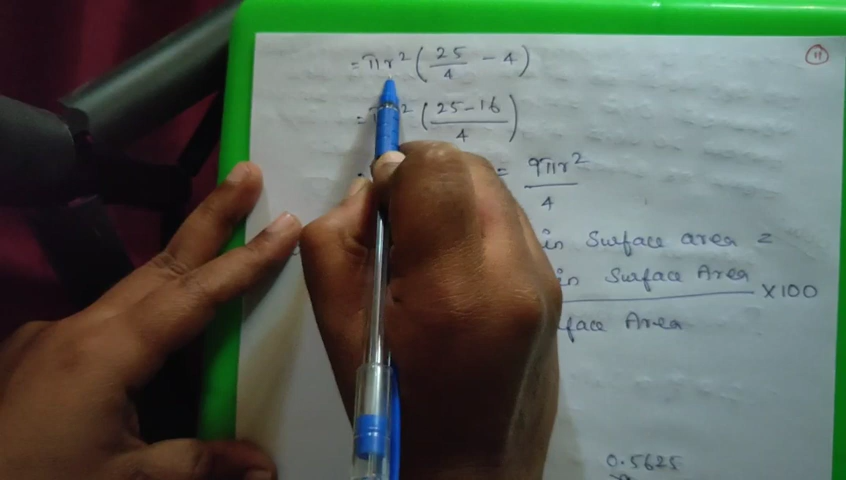 11
= πr² (25/4 - 4)
= πr² (25-16/4)
= 9πr²/4
in Surface area =
in Surface Area/face Area ×100
0.5625